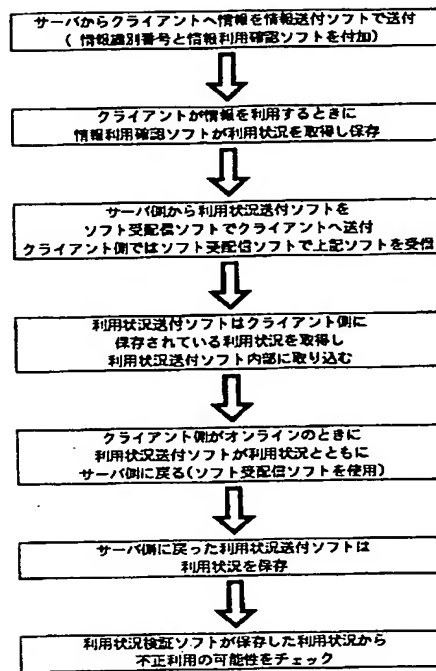 サーバからクライアントへ情報を情報送付ソフトで送付
( 情報識別番号と情報利用確認ソフトを付加)
クライアントが情報を利用するときに
情報利用確認ソフトが利用状況を取得し保存
サーバ側から利用状況送付ソフトを
ソフト受配信ソフトでクライアントへ送付
クライアント側ではソフト受配信ソフトで上記ソフトを受信
利用状況送付ソフトはクライアント側に
保存されている利用状況を取得し
利用状況送付ソフト内部に取り込む
クライアント側がオンラインのときに
利用状況送付ソフトが利用状況とともに
サーバ側に戻る(ソフト受配信ソフトを使用)
サーバ側に戻った利用状況送付ソフトは
利用状況を保存
利用状況検証ソフトが保存した利用状況から
不正利用の可能性をチェック